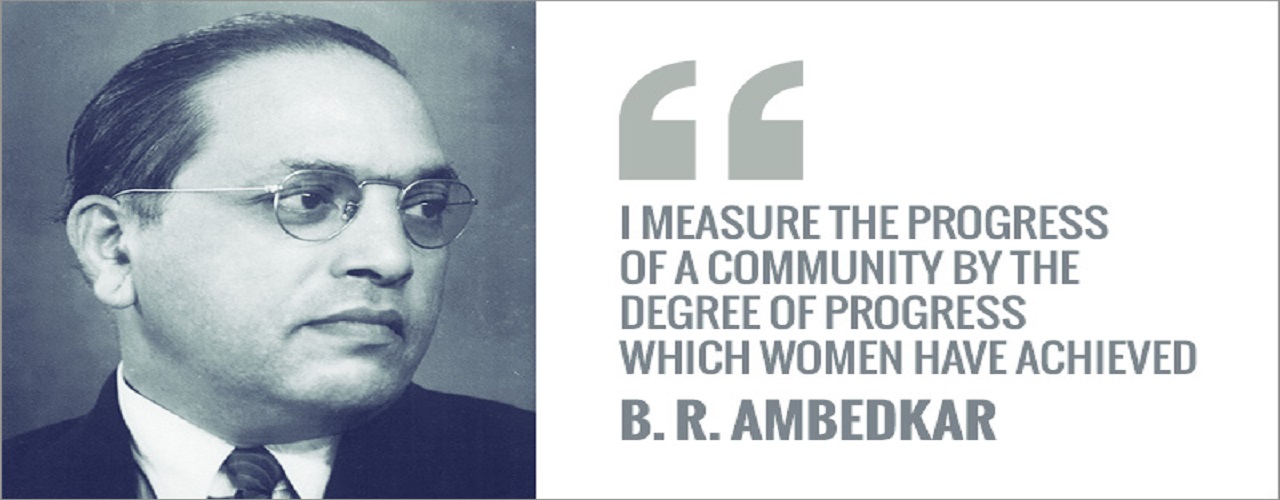 “
I MEASURE THE PROGRESS
OF A COMMUNITY BY THE
DEGREE OF PROGRESS
WHICH WOMEN HAVE ACHIEVED
B. R. AMBEDKAR